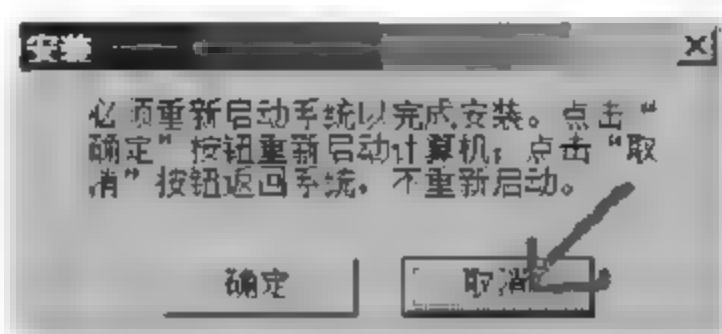 安装
必须重新启动系统以完成安装。点击“
确定”按钮重新启动计算机；点击“取
消”按钮返回系统，不重新启动。
确定
取消